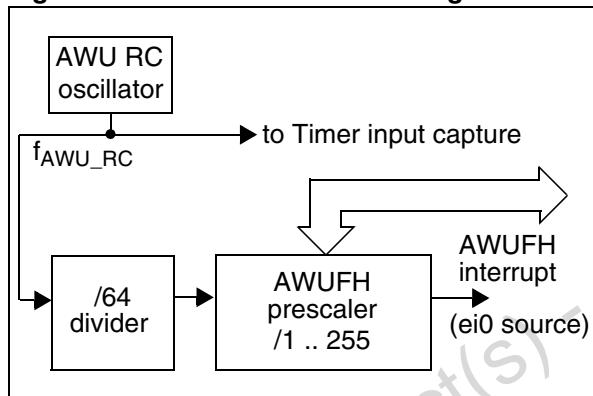 AWU RC
oscillator
to Timer input capture
fAWU_RC
AWUFH
interrupt
/64
divider
AWUFH
prescaler
/1 .. 255
(ei0 source)